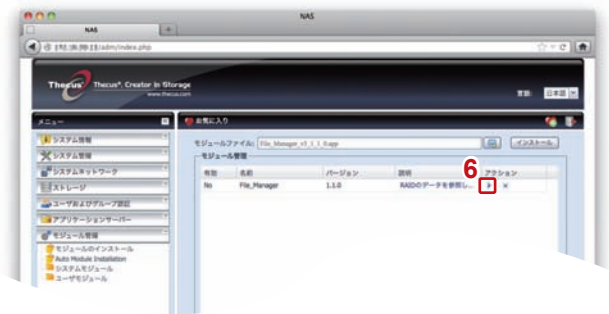 NAS
NAS
/adm/index.php
Thecus
Thecus®, Creator in Storage
www.thecus.com
言語:
日本語
メニュー
お気に入り
システム情報
システム管理
システムネットワーク
ストレージ
ユーザおよびグループ認証
アプリケーションサーバー
モジュール管理
モジュールのインストール
Auto Module Installation
システムモジュール
ユーザモジュール
モジュールファイル:
インストール
モジュール管理
有効 名前 バージョン 説明 アクション
No File_Manager 1.1.0 RAIDのデータを参照し...
6